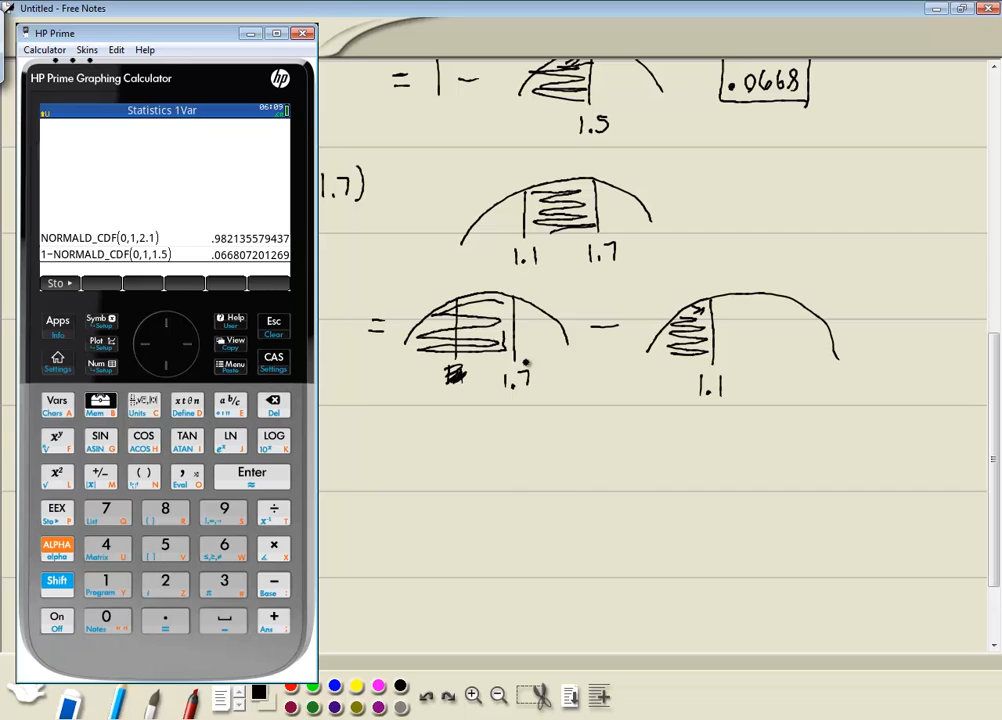 Untitled - Free Notes
HP Prime
Calculator Skins Edit Help
HP Prime Graphing Calculator
hp
Statistics 1Var 06:09
NORMALD_CDF(0,1,2.1) .982135579437
1−NORMALD_CDF(0,1,1.5) .066807201269
Sto ▶
Apps Info Symb Setup Help User Esc Clear
Plot Setup View Copy
Settings Num Setup Menu Paste CAS Settings
Vars Chars A Mem B Units C x t θ n Define D a b/c Del
SIN ASIN G COS ACOS H TAN ATAN I LN LOG
+/− |x| M ( ) N , Eval O Enter ≈
EEX Sto ▶ P 7 List Q 8 { } R 9 S ÷ x⁻¹ T
ALPHA alpha 4 Matrix U 5 [ ] V 6 W × X
Shift 1 Program Y 2 i Z 3 π − Base :
On Off 0 Notes " " . = _ + Ans ;
= 1 − .0668
1.5
1.7)
1.1 1.7
= −
1.7 1.1